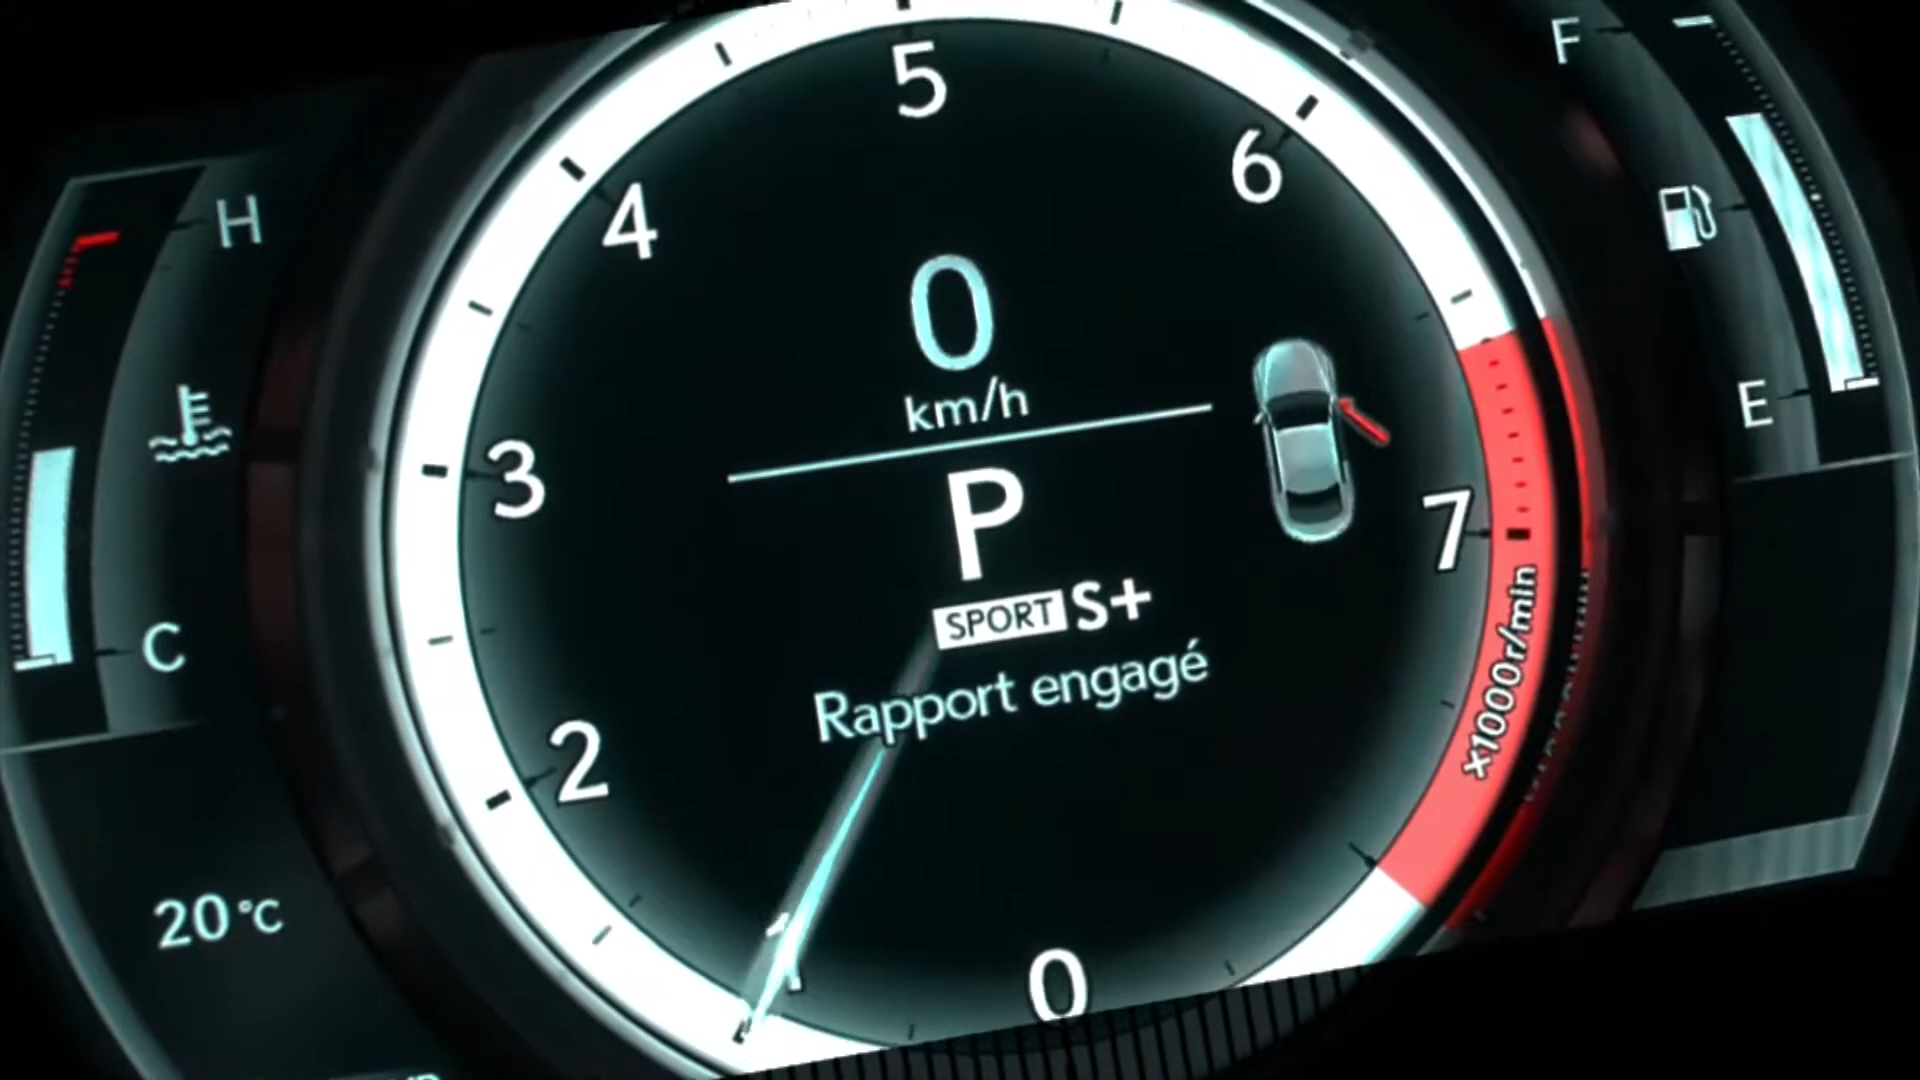 5
6
4
3
2
1
0
7
x1000r/min
0
km/h
P
SPORT S+
Rapport engagé
H
C
20°C
F
E